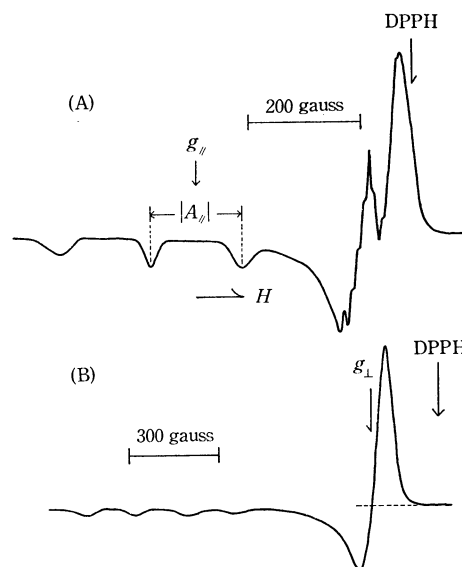 DPPH
(A)
200 gauss
g∥
|A∥|
H
DPPH
(B)
g⊥
300 gauss